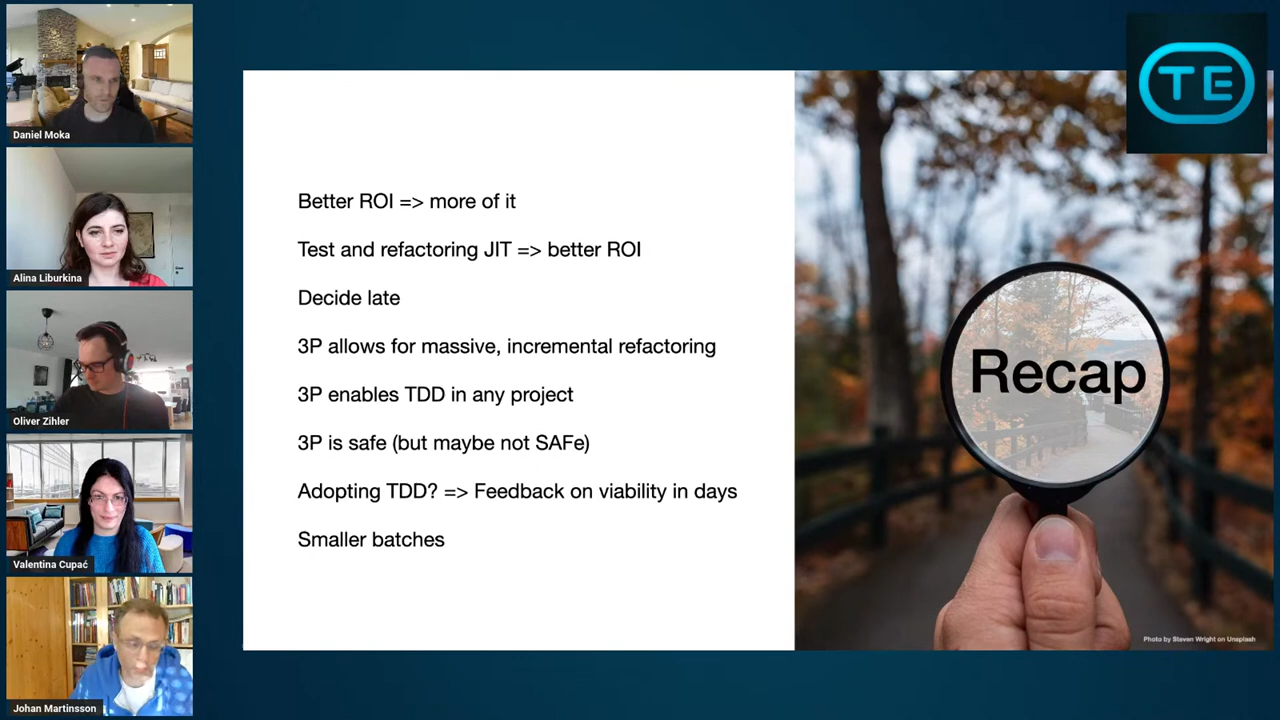 Daniel Moka
Alina Liburkina
Oliver Zihler
Valentina Cupać
Johan Martinsson
Better ROI => more of it
Test and refactoring JIT => better ROI
Decide late
3P allows for massive, incremental refactoring
3P enables TDD in any project
3P is safe (but maybe not SAFe)
Adopting TDD? => Feedback on viability in days
Smaller batches
TE
Recap
Photo by Steven Wright on Unsplash